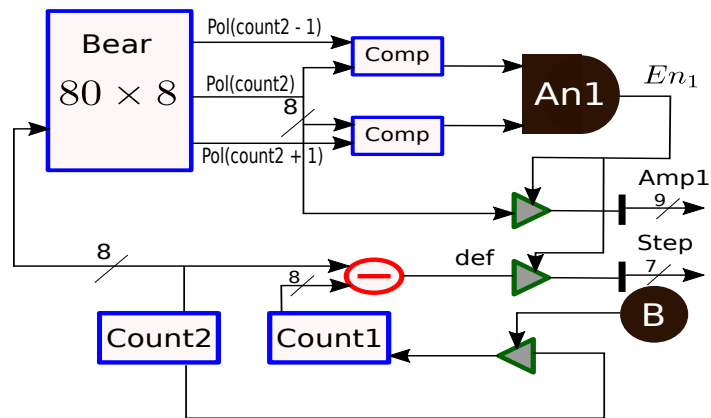 Pol(count2 - 1)
Bear
80 × 8
Comp
Pol(count2)
8
An1
En1
Comp
Pol(count2 + 1)
Amp1
9
8
def
Step
7
8
B
Count2
Count1